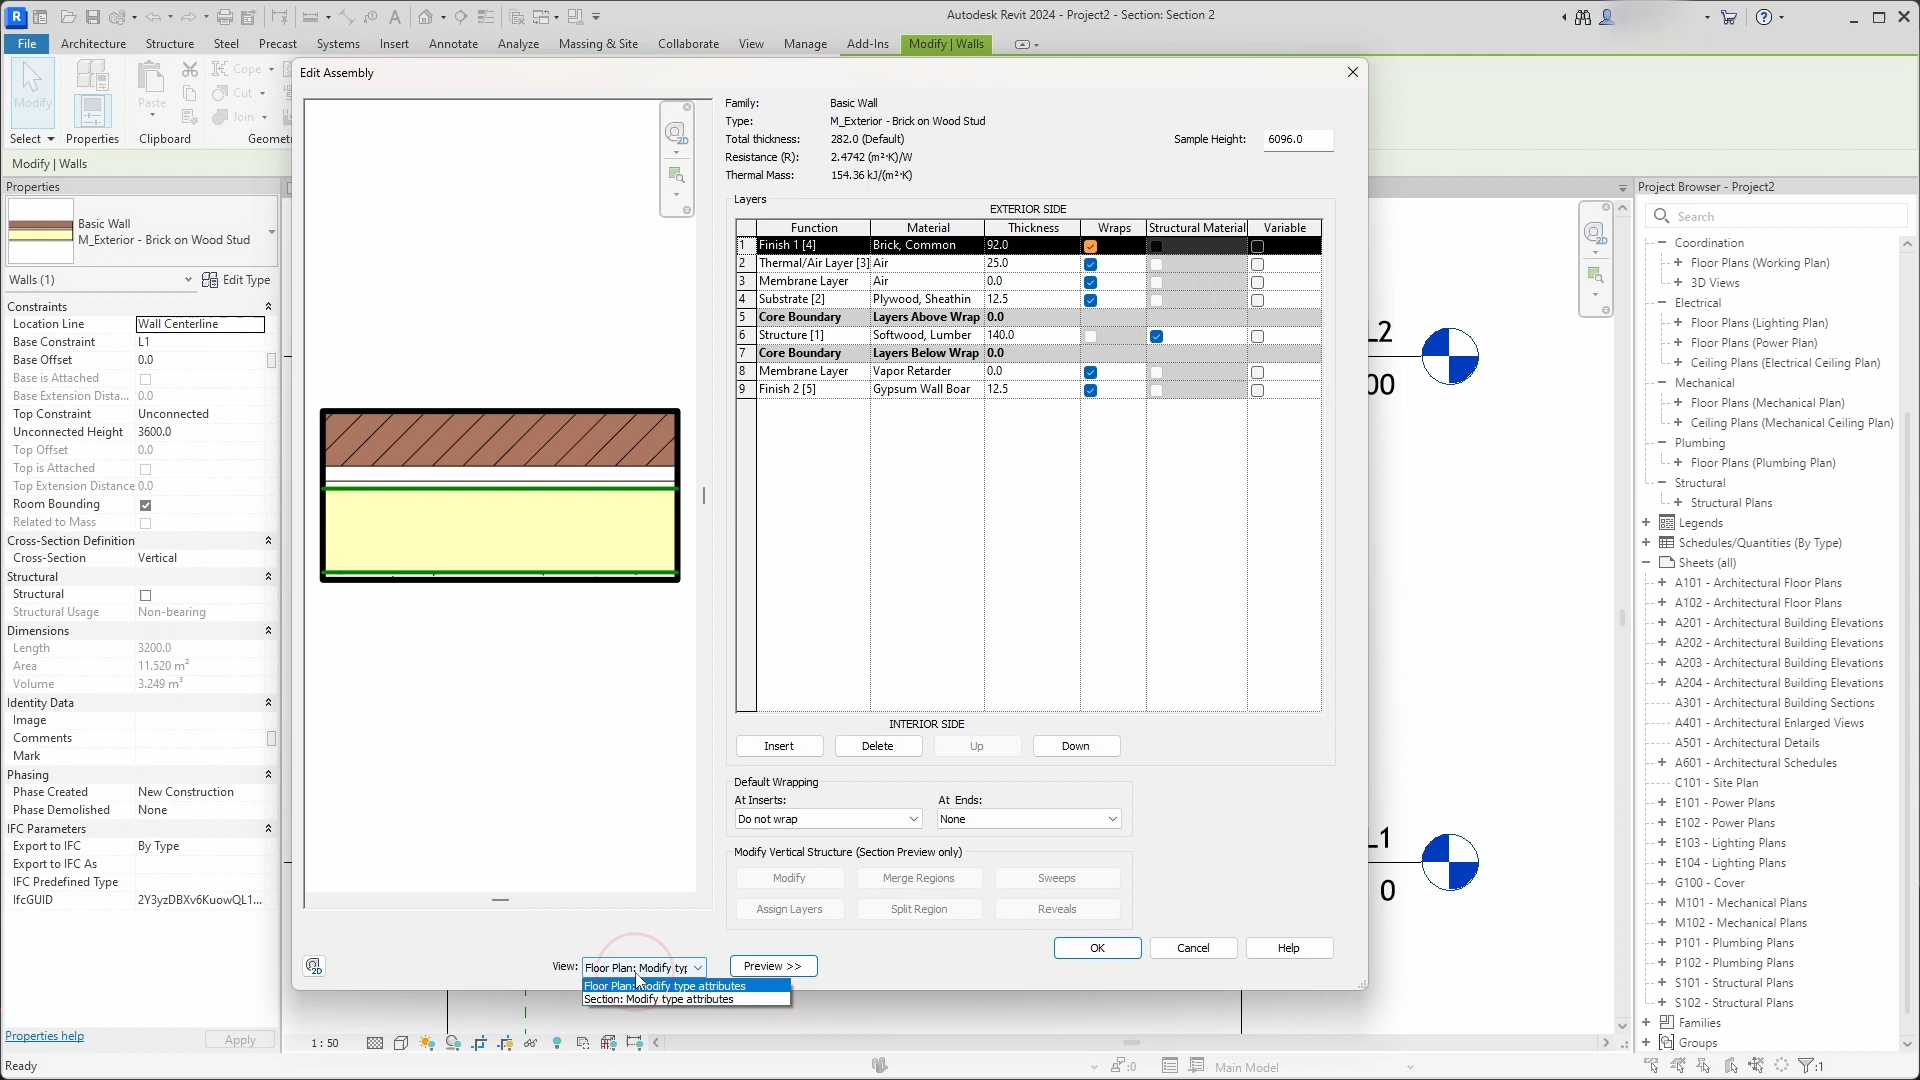 Autodesk Revit 2024 - Project2 - Section: Section 2
File
Architecture
Structure
Steel
Precast
Systems
Insert
Annotate
Analyze
Massing & Site
Collaborate
View
Manage
Add-Ins
Modify | Walls
Modify
Paste
Cope
Cut
Join
Select
Properties
Clipboard
Modify | Walls
Properties
Basic Wall
M_Exterior - Brick on Wood Stud
Walls (1)
Edit Type
Constraints
Location Line Wall Centerline
Base Constraint L1
Base Offset 0.0
Base is Attached
Base Extension Dista... 0.0
Top Constraint Unconnected
Unconnected Height 3600.0
Top Offset 0.0
Top is Attached
Top Extension Distance 0.0
Room Bounding
Related to Mass
Cross-Section Definition
Cross-Section Vertical
Structural
Structural
Structural Usage Non-bearing
Dimensions
Length 3200.0
Area 11.520 m²
Volume 3.249 m³
Identity Data
Image
Comments
Mark
Phasing
Phase Created New Construction
Phase Demolished None
IFC Parameters
Export to IFC By Type
Export to IFC As
IFC Predefined Type
IfcGUID 2Y3yzDBXv6KuowQL1...
Properties help
Apply
Ready
Edit Assembly
Family: Basic Wall
Type: M_Exterior - Brick on Wood Stud
Total thickness: 282.0 (Default)
Resistance (R): 2.4742 (m²·K)/W
Thermal Mass: 154.36 kJ/(m²·K)
Sample Height: 6096.0
Layers
EXTERIOR SIDE
Function Material Thickness Wraps Structural Material Variable
1 Finish 1 [4] Brick, Common 92.0
2 Thermal/Air Layer [3] Air 25.0
3 Membrane Layer Air 0.0
4 Substrate [2] Plywood, Sheathin 12.5
5 Core Boundary Layers Above Wrap 0.0
6 Structure [1] Softwood, Lumber 140.0
7 Core Boundary Layers Below Wrap 0.0
8 Membrane Layer Vapor Retarder 0.0
9 Finish 2 [5] Gypsum Wall Boar 12.5
INTERIOR SIDE
Insert
Delete
Up
Down
Default Wrapping
At Inserts:
At Ends:
Do not wrap
None
Modify Vertical Structure (Section Preview only)
Modify
Merge Regions
Sweeps
Assign Layers
Split Region
Reveals
OK
Cancel
Help
View:
Preview >>
Floor Plan: Modify type attributes
Section: Modify type attributes
1 : 50
:0
Main Model
:1
2D
2D
2D
L2
00
L1
0
Project Browser - Project2
Search
Coordination
Floor Plans (Working Plan)
3D Views
Electrical
Floor Plans (Lighting Plan)
Floor Plans (Power Plan)
Ceiling Plans (Electrical Ceiling Plan)
Mechanical
Floor Plans (Mechanical Plan)
Ceiling Plans (Mechanical Ceiling Plan)
Plumbing
Floor Plans (Plumbing Plan)
Structural
Structural Plans
Legends
Schedules/Quantities (By Type)
Sheets (all)
A101 - Architectural Floor Plans
A102 - Architectural Floor Plans
A201 - Architectural Building Elevations
A202 - Architectural Building Elevations
A203 - Architectural Building Elevations
A204 - Architectural Building Elevations
A301 - Architectural Building Sections
A401 - Architectural Enlarged Views
A501 - Architectural Details
A601 - Architectural Schedules
C101 - Site Plan
E101 - Power Plans
E102 - Power Plans
E103 - Lighting Plans
E104 - Lighting Plans
G100 - Cover
M101 - Mechanical Plans
M102 - Mechanical Plans
P101 - Plumbing Plans
P102 - Plumbing Plans
S101 - Structural Plans
S102 - Structural Plans
Families
Groups